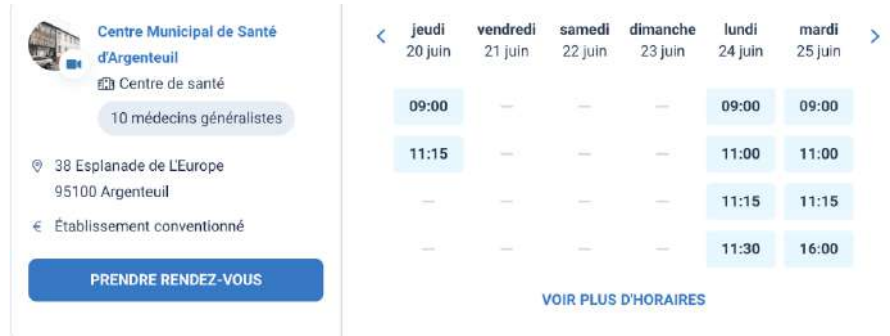 Centre Municipal de Santé
d'Argenteuil
Centre de santé
10 médecins généralistes
38 Esplanade de L'Europe
95100 Argenteuil
€ Établissement conventionné
PRENDRE RENDEZ-VOUS
jeudi vendredi samedi dimanche lundi mardi
20 juin 21 juin 22 juin 23 juin 24 juin 25 juin
09:00 — — — 09:00 09:00
11:15 — — — 11:00 11:00
— — — — 11:15 11:15
— — — — 11:30 16:00
VOIR PLUS D'HORAIRES